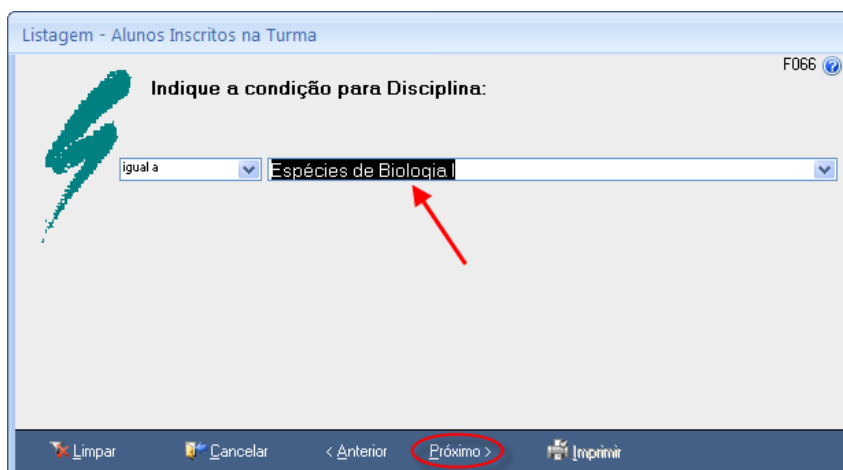 Listagem - Alunos Inscritos na Turma
F066
Indique a condição para Disciplina:
igual a Espécies de Biologia I
Limpar Cancelar < Anterior Próximo > Imprimir